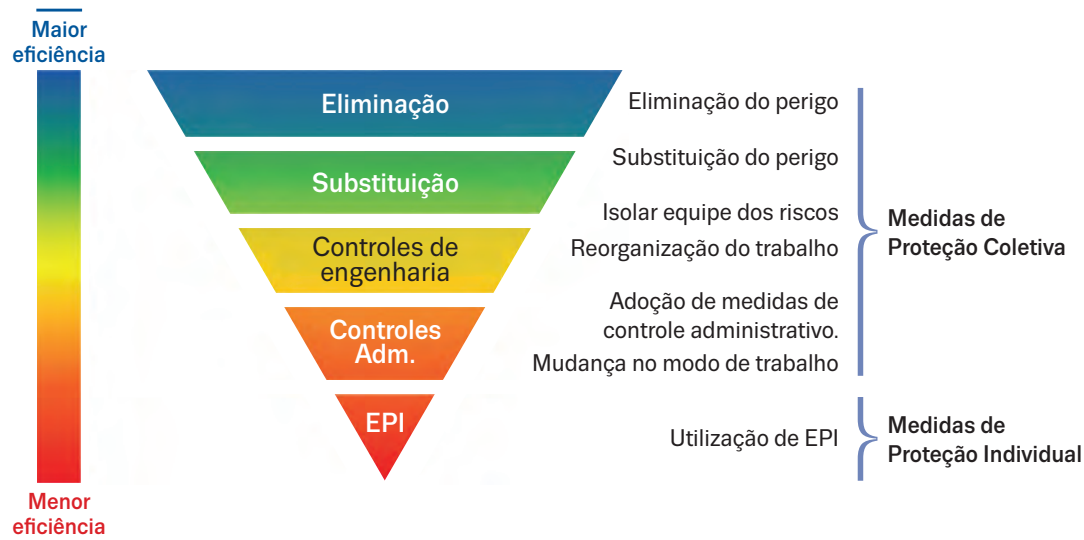 Maior
eficiência
Eliminação
Eliminação do perigo
Substituição
Substituição do perigo
Controles de
engenharia
Isolar equipe dos riscos
Reorganização do trabalho
Controles
Adm.
Adoção de medidas de
controle administrativo.
Mudança no modo de trabalho
Medidas de
Proteção Coletiva
EPI
Utilização de EPI
Medidas de
Proteção Individual
Menor
eficiência